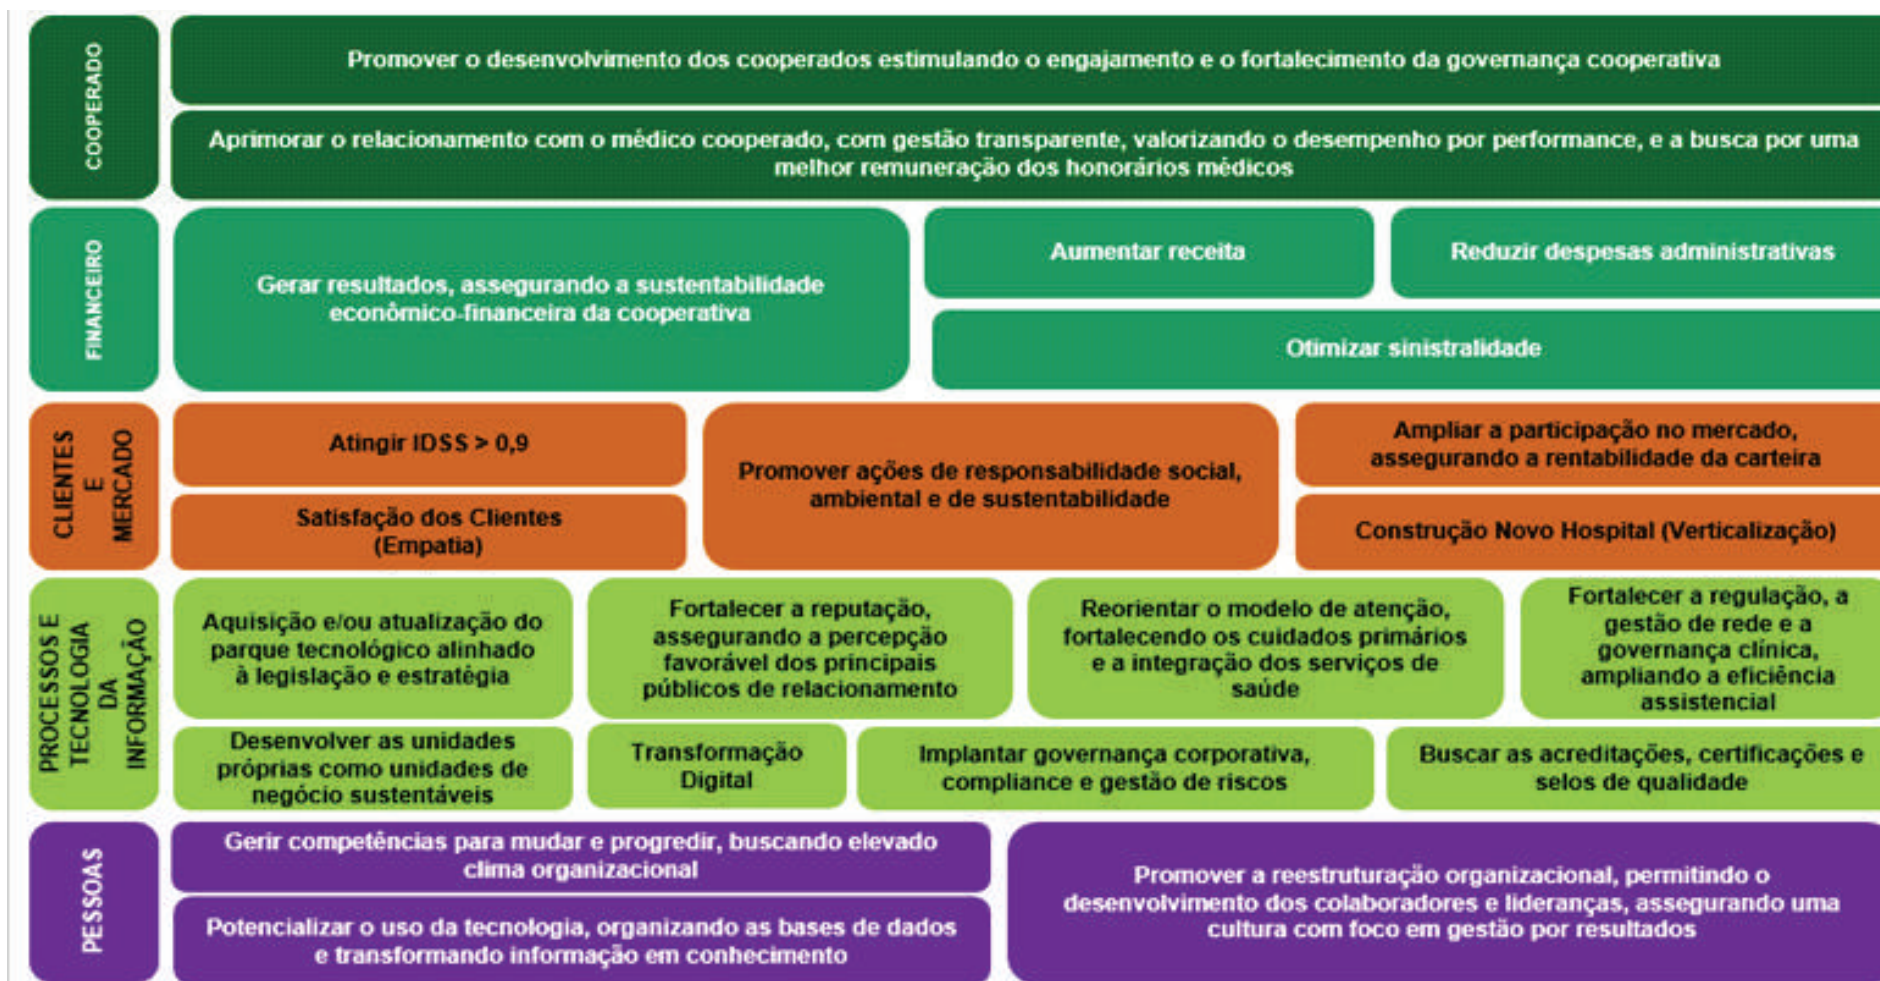 COOPERADO
Promover o desenvolvimento dos cooperados estimulando o engajamento e o fortalecimento da governança cooperativa
Aprimorar o relacionamento com o médico cooperado, com gestão transparente, valorizando o desempenho por performance, e a busca por uma
melhor remuneração dos honorários médicos
FINANCEIRO
Gerar resultados, assegurando a sustentabilidade
econômico-financeira da cooperativa
Aumentar receita
Reduzir despesas administrativas
Otimizar sinistralidade
CLIENTES
E
MERCADO
Atingir IDSS > 0,9
Satisfação dos Clientes
(Empatia)
Promover ações de responsabilidade social,
ambiental e de sustentabilidade
Ampliar a participação no mercado,
assegurando a rentabilidade da carteira
Construção Novo Hospital (Verticalização)
PROCESSOS E
TECNOLOGIA
DA
INFORMAÇÃO
Aquisição e/ou atualização do
parque tecnológico alinhado
à legislação e estratégia
Fortalecer a reputação,
assegurando a percepção
favorável dos principais
públicos de relacionamento
Reorientar o modelo de atenção,
fortalecendo os cuidados primários
e a integração dos serviços de
saúde
Fortalecer a regulação, a
gestão de rede e a
governança clínica,
ampliando a eficiência
assistencial
Desenvolver as unidades
próprias como unidades de
negócio sustentáveis
Transformação
Digital
Implantar governança corporativa,
compliance e gestão de riscos
Buscar as acreditações, certificações e
selos de qualidade
PESSOAS
Gerir competências para mudar e progredir, buscando elevado
clima organizacional
Potencializar o uso da tecnologia, organizando as bases de dados
e transformando informação em conhecimento
Promover a reestruturação organizacional, permitindo o
desenvolvimento dos colaboradores e lideranças, assegurando uma
cultura com foco em gestão por resultados